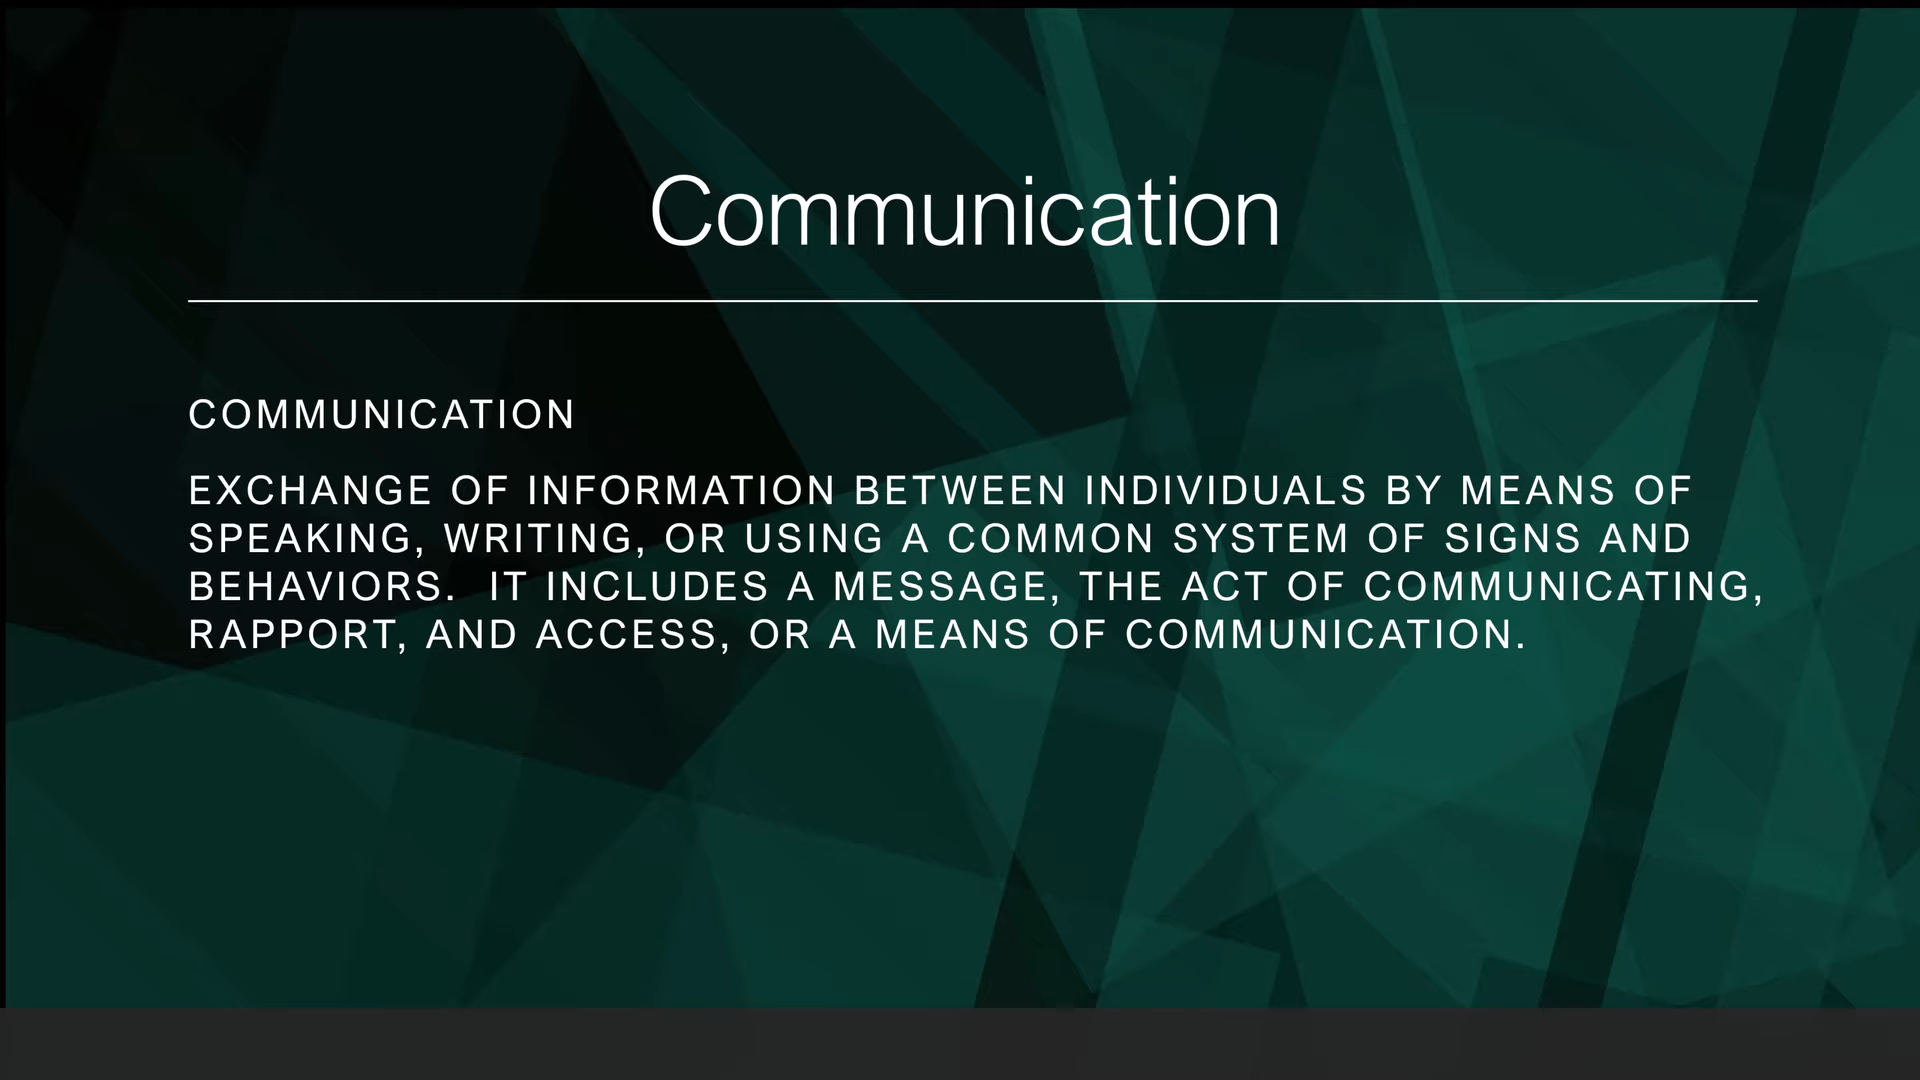 Communication
COMMUNICATION
EXCHANGE OF INFORMATION BETWEEN INDIVIDUALS BY MEANS OF
SPEAKING, WRITING, OR USING A COMMON SYSTEM OF SIGNS AND
BEHAVIORS.  IT INCLUDES A MESSAGE, THE ACT OF COMMUNICATING,
RAPPORT, AND ACCESS, OR A MEANS OF COMMUNICATION.